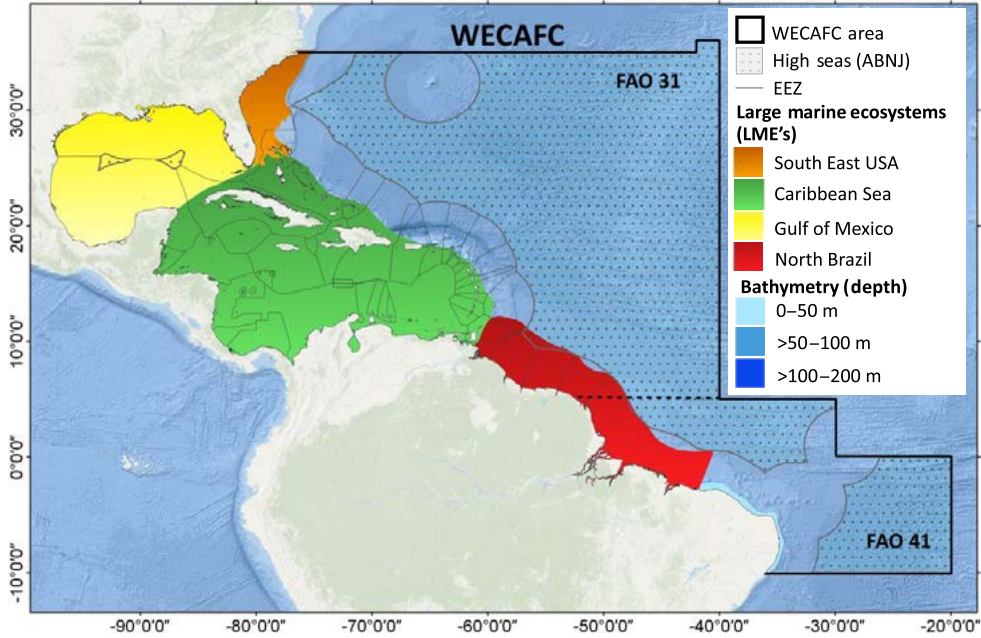 WECAFC
FAO 31
WECAFC area
High seas (ABNJ)
EEZ
Large marine ecosystems
(LME's)
South East USA
Caribbean Sea
Gulf of Mexico
North Brazil
Bathymetry (depth)
0–50 m
>50–100 m
>100–200 m
FAO 41
30°0'0"
20°0'0"
10°0'0"
0°0'0"
-10°0'0"
-90°0'0"
-80°0'0"
-70°0'0"
-60°0'0"
-50°0'0"
-40°0'0"
-30°0'0"
-20°0'0"